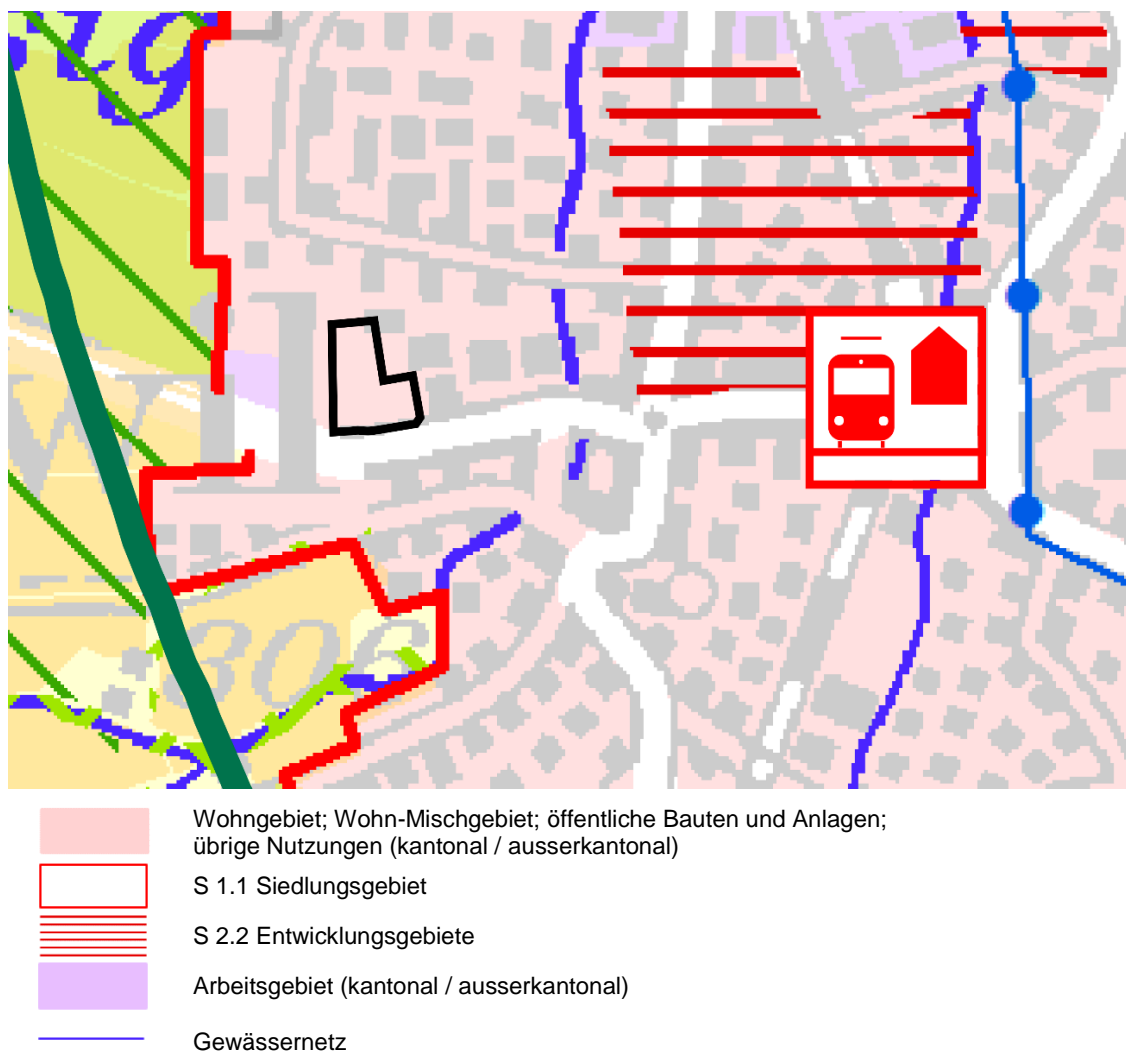 306
Wohngebiet; Wohn-Mischgebiet; öffentliche Bauten und Anlagen;
übrige Nutzungen (kantonal / ausserkantonal)
S 1.1 Siedlungsgebiet
S 2.2 Entwicklungsgebiete
Arbeitsgebiet (kantonal / ausserkantonal)
Gewässernetz